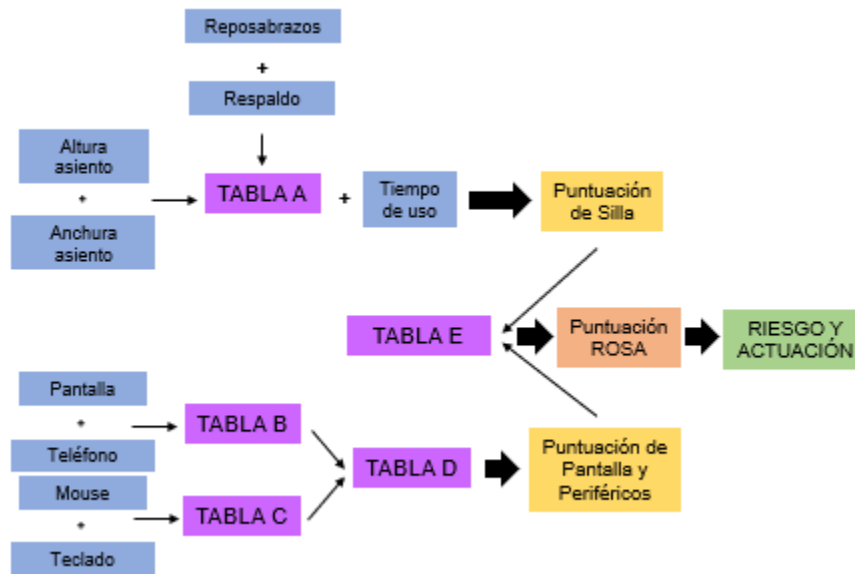 Reposabrazos
+
Respaldo
Altura
asiento
+
Anchura
asiento
TABLA A
+
Tiempo
de uso
Puntuación
de Silla
TABLA E
Puntuación
ROSA
RIESGO Y
ACTUACIÓN
Pantalla
+
Teléfono
TABLA B
Mouse
+
Teclado
TABLA C
TABLA D
Puntuación de
Pantalla y
Periféricos